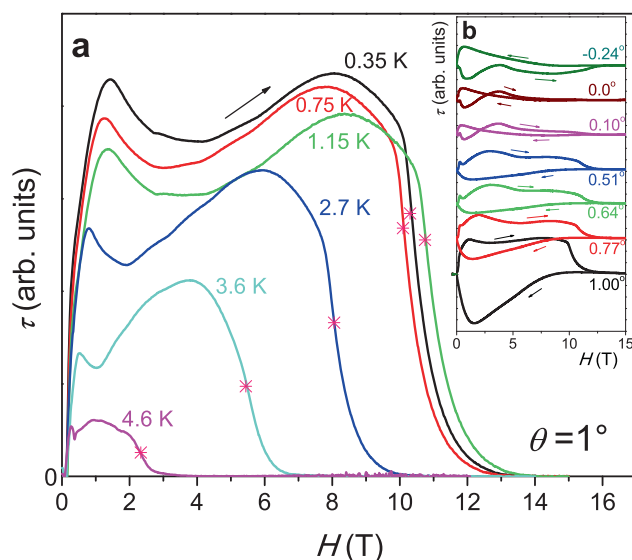 a
0.35 K
0.75 K
1.15 K
2.7 K
3.6 K
4.6 K
θ =1°
τ (arb. units)
0
0 2 4 6 8 10 12 14 16
H (T)
b
-0.24°
0.0°
0.10°
0.51°
0.64°
0.77°
1.00°
τ (arb. units)
0 5 10 15
H (T)